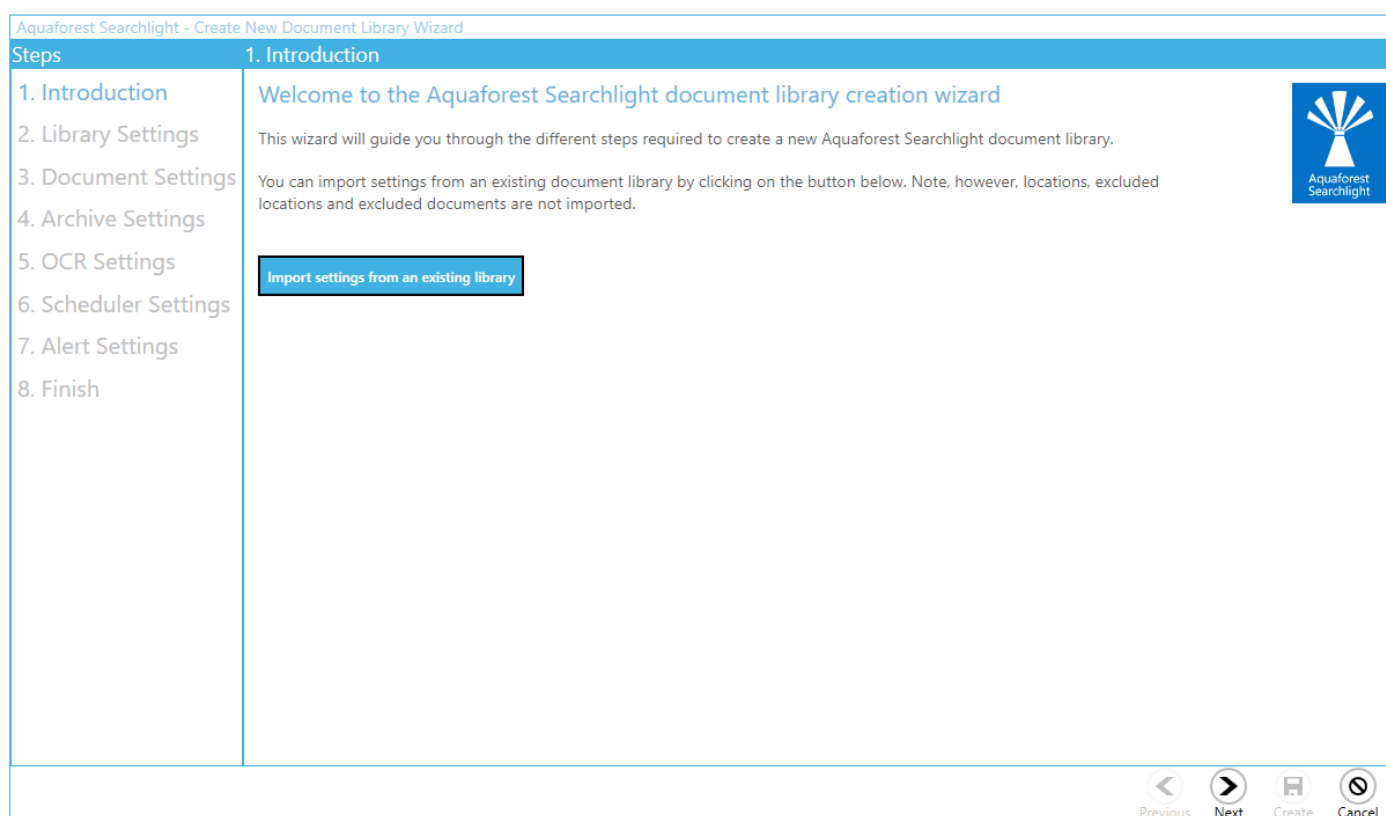 Aquaforest Searchlight - Create New Document Library Wizard
Steps
1. Introduction
1. Introduction
2. Library Settings
3. Document Settings
4. Archive Settings
5. OCR Settings
6. Scheduler Settings
7. Alert Settings
8. Finish
Welcome to the Aquaforest Searchlight document library creation wizard
This wizard will guide you through the different steps required to create a new Aquaforest Searchlight document library.
You can import settings from an existing document library by clicking on the button below. Note, however, locations, excluded
locations and excluded documents are not imported.
Import settings from an existing library
Aquaforest
Searchlight
Previous
Next
Create
Cancel